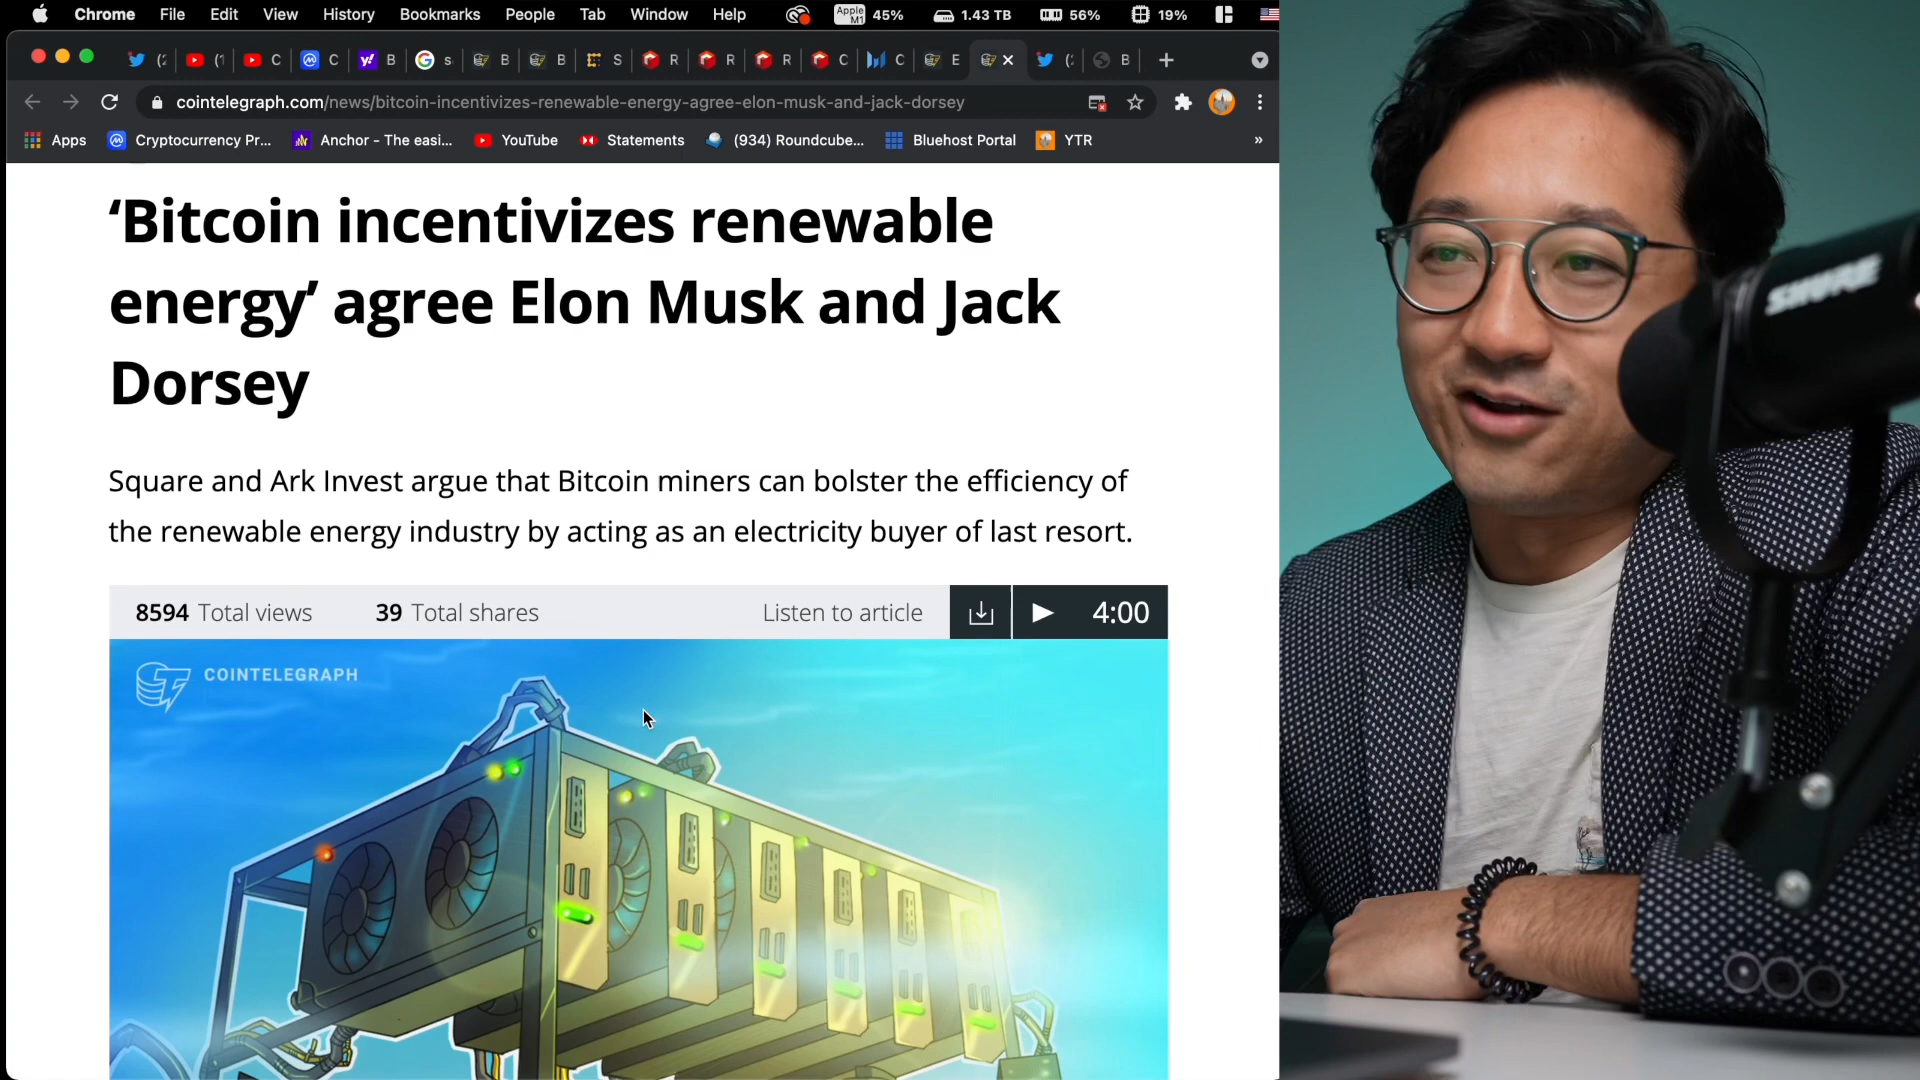 Chrome File Edit View History Bookmarks People Tab Window Help Apple M1 45% 1.43 TB 56% 19%
(: (1 C C B s B B S R R R C C E (: B
cointelegraph.com/news/bitcoin-incentivizes-renewable-energy-agree-elon-musk-and-jack-dorsey
Apps Cryptocurrency Pr... Anchor - The easi... YouTube Statements (934) Roundcube... Bluehost Portal YTR »
‘Bitcoin incentivizes renewable
energy’ agree Elon Musk and Jack
Dorsey
Square and Ark Invest argue that Bitcoin miners can bolster the efficiency of
the renewable energy industry by acting as an electricity buyer of last resort.
8594 Total views 39 Total shares Listen to article 4:00
COINTELEGRAPH
SHURE